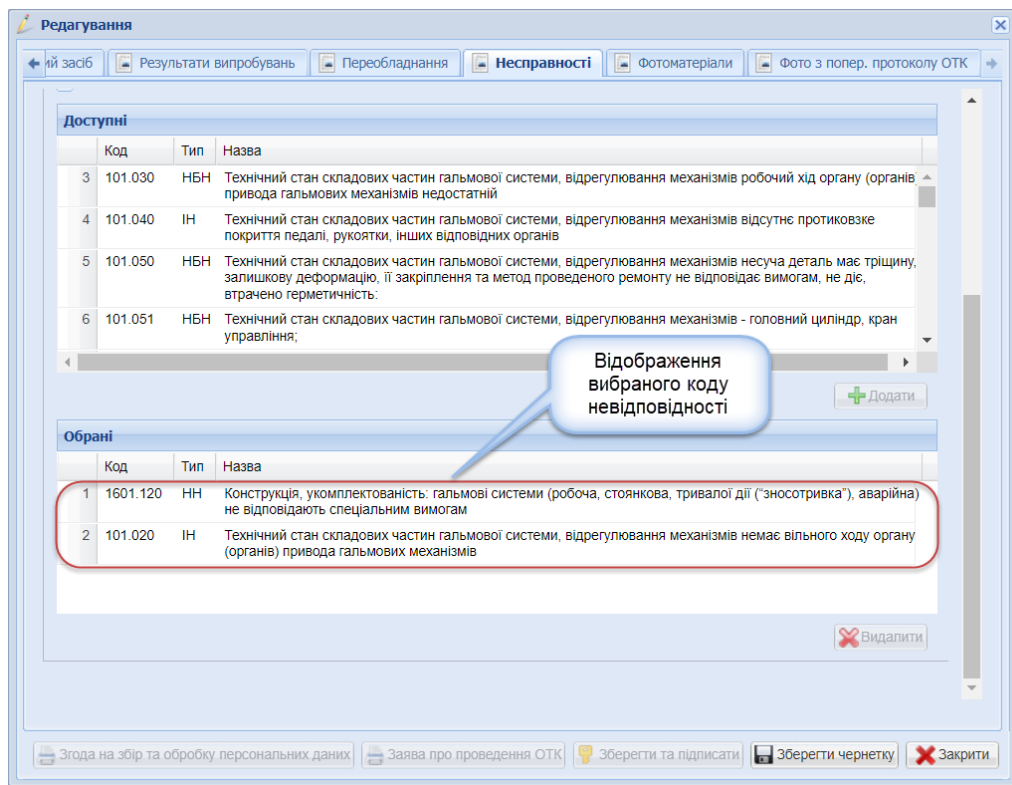 Редагування
ий засіб Результати випробувань Переобладнання Несправності Фотоматеріали Фото з попер. протоколу ОТК
Доступні
Код Тип Назва
3 101.030 НБН Технічний стан складових частин гальмової системи, відрегулювання механізмів робочий хід органу (органів
привода гальмових механізмів недостатній
4 101.040 ІН Технічний стан складових частин гальмової системи, відрегулювання механізмів відсутнє протиковзке
покриття педалі, рукоятки, інших відповідних органів
5 101.050 НБН Технічний стан складових частин гальмової системи, відрегулювання механізмів несуча деталь має тріщину,
залишкову деформацію, її закріплення та метод проведеного ремонту не відповідає вимогам, не діє,
втрачено герметичність:
6 101.051 НБН Технічний стан складових частин гальмової системи, відрегулювання механізмів - головний циліндр, кран
управління;
Відображення
вибраного коду
невідповідності
Додати
Обрані
Код Тип Назва
1 1601.120 НН Конструкція, укомплектованість: гальмові системи (робоча, стоянкова, тривалої дії (“зносотривка”), аварійна)
не відповідають спеціальним вимогам
2 101.020 ІН Технічний стан складових частин гальмової системи, відрегулювання механізмів немає вільного ходу органу
(органів) привода гальмових механізмів
Видалити
Згода на збір та обробку персональних даних Заява про проведення ОТК Зберегти та підписати Зберегти чернетку Закрити